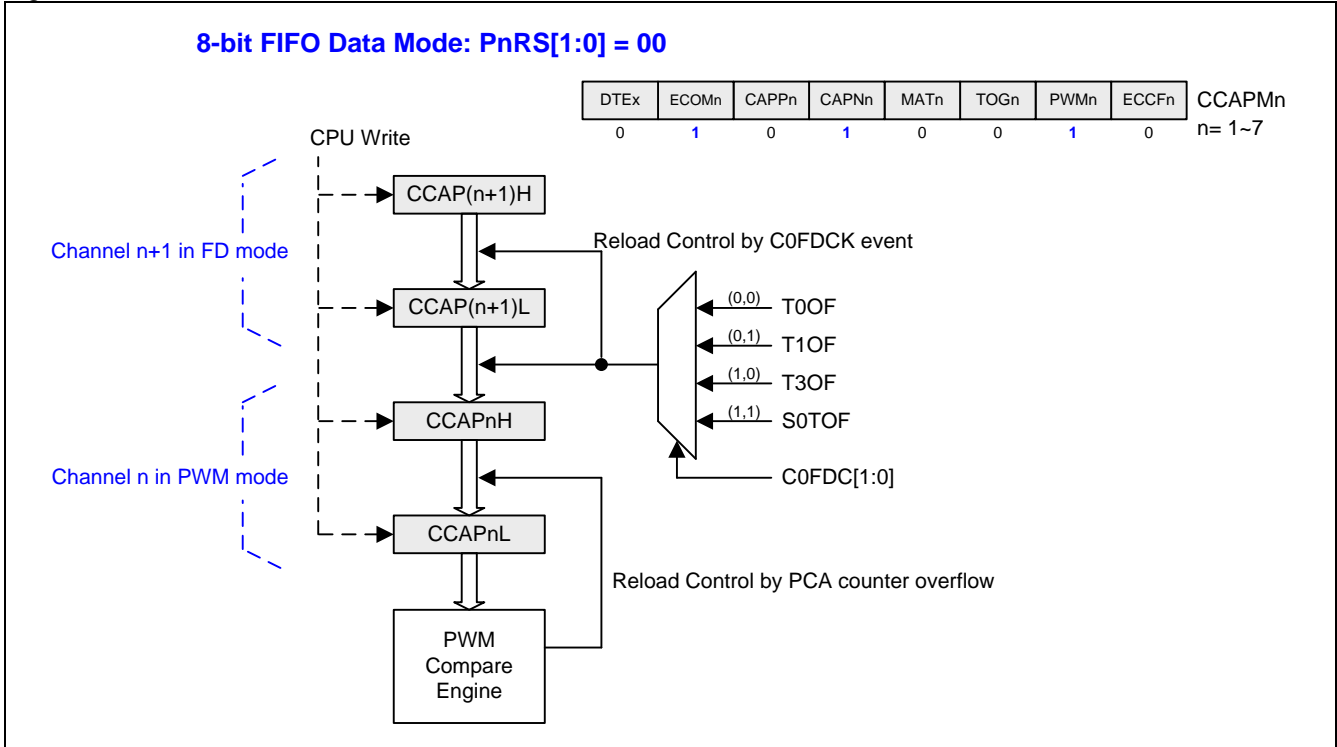 8-bit FIFO Data Mode: PnRS[1:0] = 00
DTEx ECOMn CAPPn CAPNn MATn TOGn PWMn ECCFn CCAPMn
0 1 0 1 0 0 1 0 n= 1~7
CPU Write
CCAP(n+1)H
Reload Control by C0FDCK event
Channel n+1 in FD mode
(0,0) T0OF
CCAP(n+1)L
(0,1) T1OF
(1,0) T3OF
(1,1) S0TOF
CCAPnH
Channel n in PWM mode
C0FDC[1:0]
CCAPnL
Reload Control by PCA counter overflow
PWM
Compare
Engine